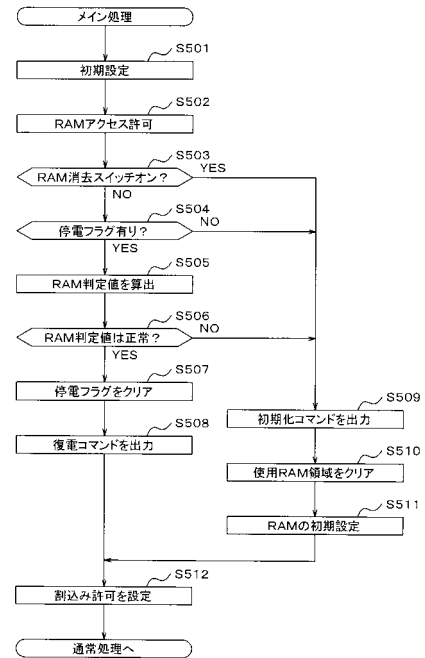 メイン処理
S501
初期設定
S502
RAMアクセス許可
S503
RAM消去スイッチオン？
YES
NO
S504
停電フラグ有り？
NO
YES
S505
RAM判定値を算出
S506
RAM判定値は正常？
NO
YES
S507
停電フラグをクリア
S508
復電コマンドを出力
S509
初期化コマンドを出力
S510
使用RAM領域をクリア
S511
RAMの初期設定
S512
割込み許可を設定
通常処理へ